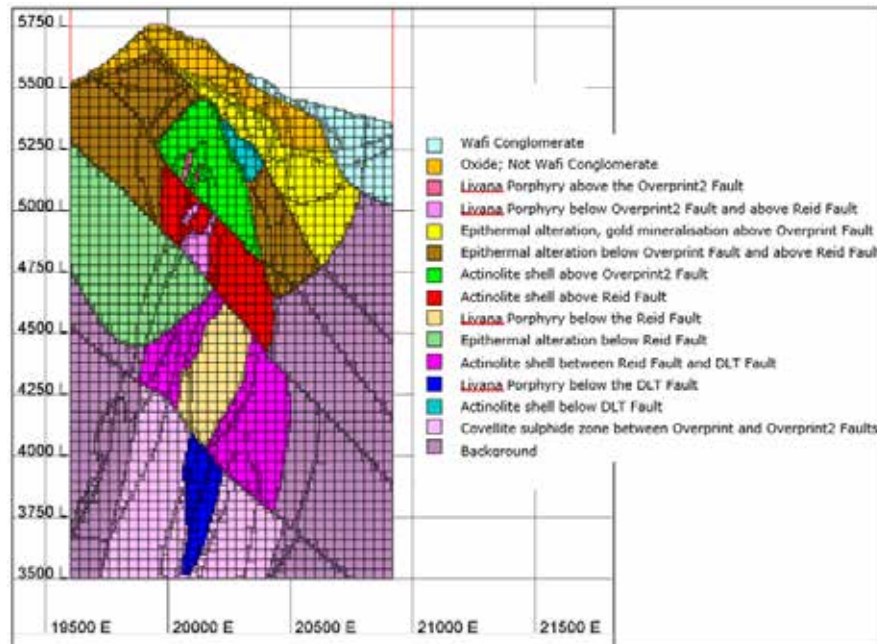 5750 L
5500 L
5250 L
5000 L
4750 L
4500 L
4250 L
4000 L
3750 L
3500 L
19500 E 20000 E 20500 E 21000 E 21500 E
Wafi Conglomerate
Oxide; Not Wafi Conglomerate
Livana Porphyry above the Overprint2 Fault
Livana Porphyry below Overprint2 Fault and above Reid Fault
Epithermal alteration, gold mineralisation above Overprint Fault
Epithermal alteration below Overprint Fault and above Reid Fault
Actinolite shell above Overprint2 Fault
Actinolite shell above Reid Fault
Livana Porphyry below the Reid Fault
Epithermal alteration below Reid Fault
Actinolite shell between Reid Fault and DLT Fault
Livana Porphyry below the DLT Fault
Actinolite shell below DLT Fault
Covellite sulphide zone between Overprint and Overprint2 Faults
Background